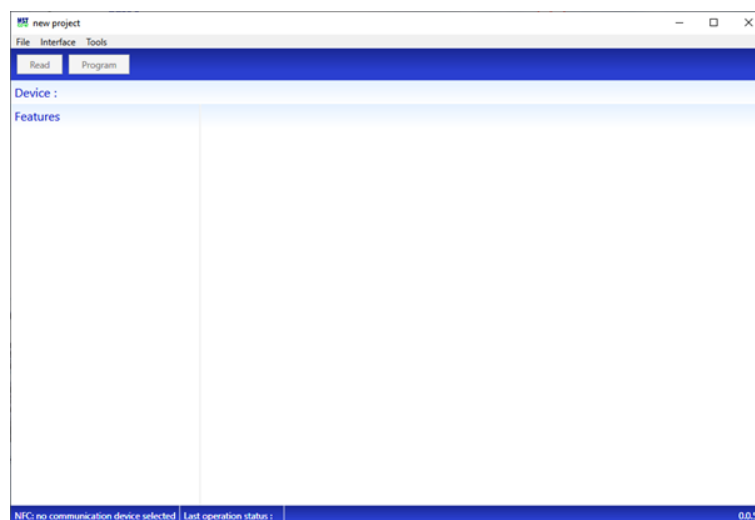 new project
File Interface Tools
Read Program
Device :
Features
NFC: no communication device selected Last operation status :